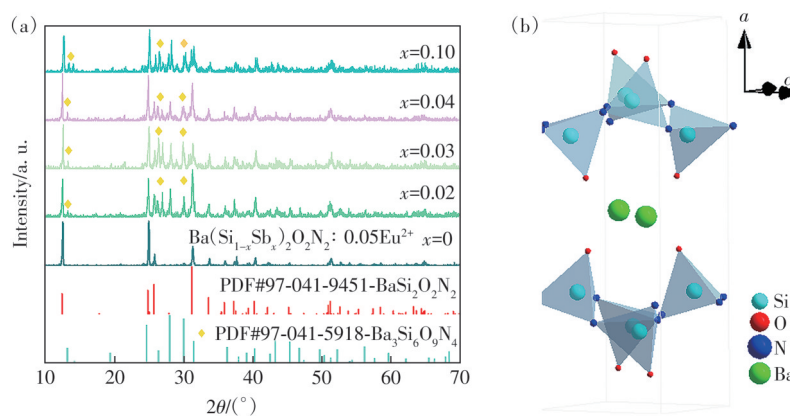 (a)
Intensity/a. u.
x=0.10
x=0.04
x=0.03
x=0.02
Ba(Si₁₋ₓSbₓ)₂O₂N₂: 0.05Eu²⁺ x=0
PDF#97-041-9451-BaSi₂O₂N₂
PDF#97-041-5918-Ba₃Si₆O₉N₄
10 20 30 40 50 60 70
2θ/(°)
(b)
a
Si
O
N
Ba